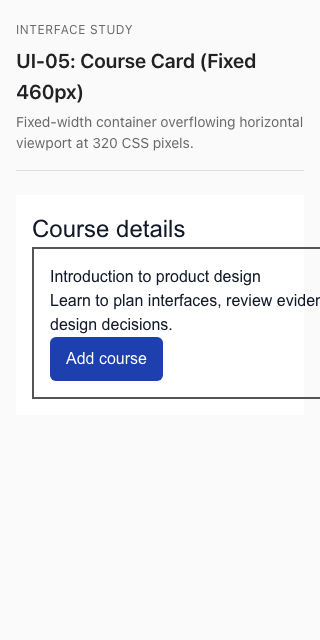 INTERFACE STUDY
UI-05: Course Card (Fixed
460px)
Fixed-width container overflowing horizontal
viewport at 320 CSS pixels.
Course details
Introduction to product design
Learn to plan interfaces, review
design decisions.
Add course